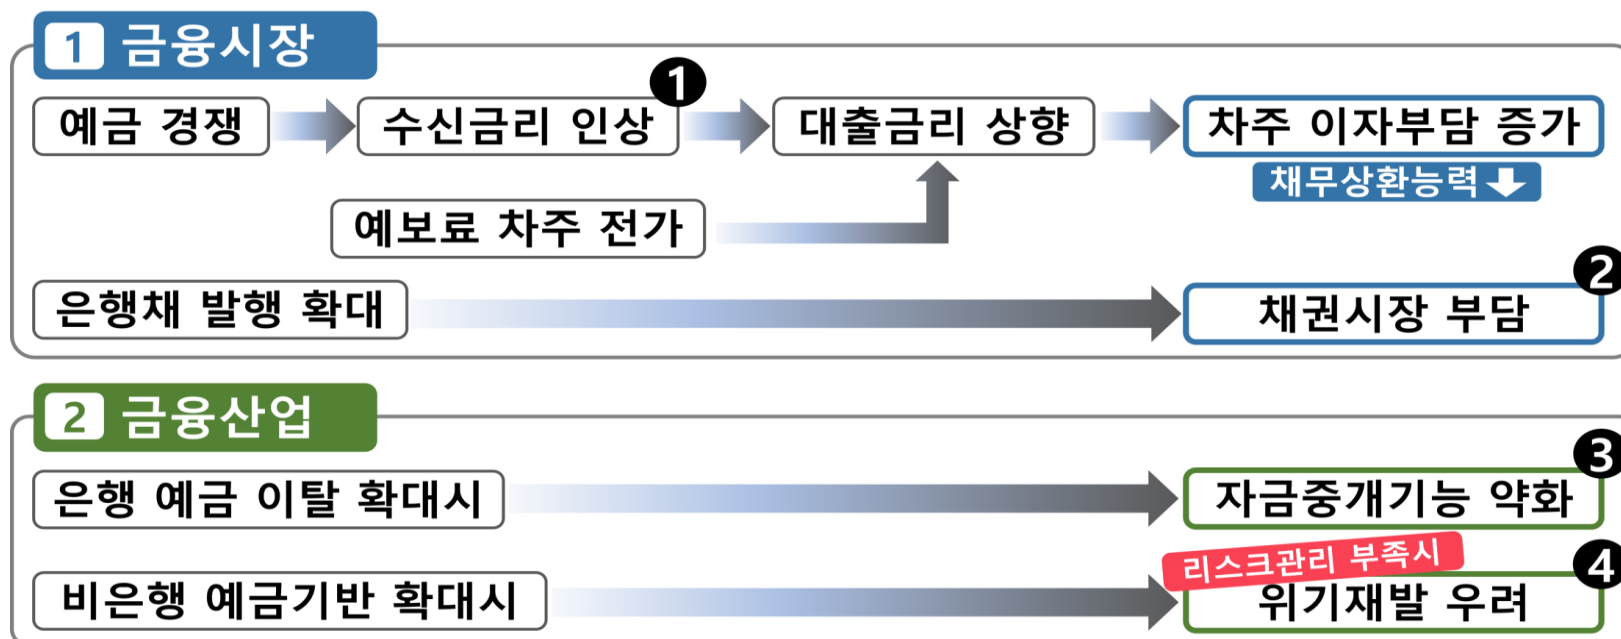 1 금융시장
예금 경쟁
수신금리 인상
1
대출금리 상향
차주 이자부담 증가
채무상환능력
예보료 차주 전가
은행채 발행 확대
채권시장 부담
2
2 금융산업
은행 예금 이탈 확대시
자금중개기능 약화
3
비은행 예금기반 확대시
리스크관리 부족시
위기재발 우려
4